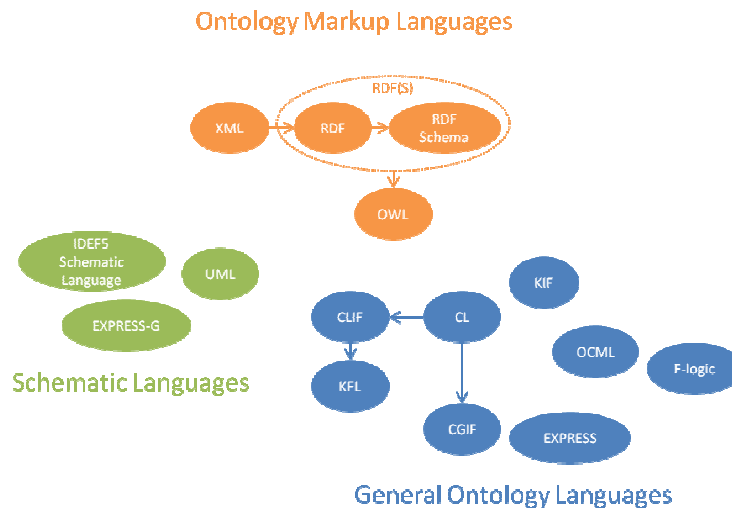 Ontology Markup Languages
RDF(S)
XML
RDF
RDF
Schema
OWL
IDEF5
Schematic
Language
UML
EXPRESS-G
Schematic Languages
KIF
CLIF
CL
OCML
F-logic
KFL
CGIF
EXPRESS
General Ontology Languages